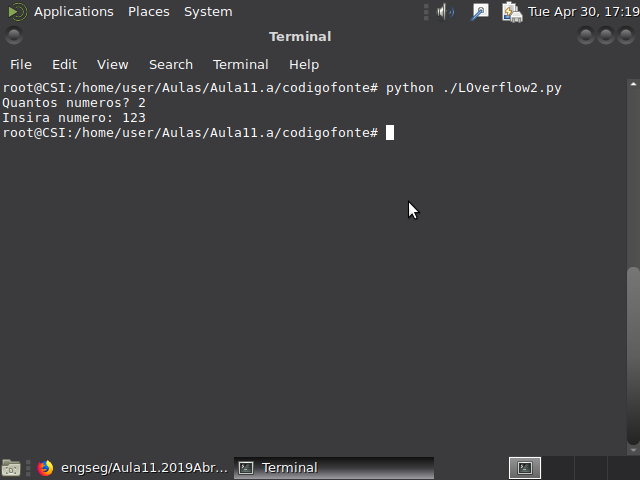 Applications Places System Tue Apr 30, 17:19
Terminal
File Edit View Search Terminal Help
root@CSI:/home/user/Aulas/Aula11.a/codigofonte# python ./LOverflow2.py
Quantos numeros? 2
Insira numero: 123
root@CSI:/home/user/Aulas/Aula11.a/codigofonte#
engseg/Aula11.2019Abr... Terminal